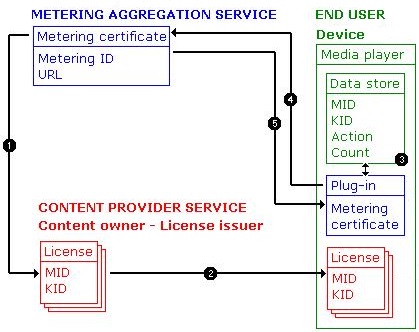 METERING AGGREGATION SERVICE
Metering certificate
Metering ID
URL
END USER
Device
Media player
Data store
MID
KID
Action
Count
3
4
5
Plug-in
Metering
certificate
1
CONTENT PROVIDER SERVICE
Content owner - License issuer
License
MID
KID
2
License
MID
KID